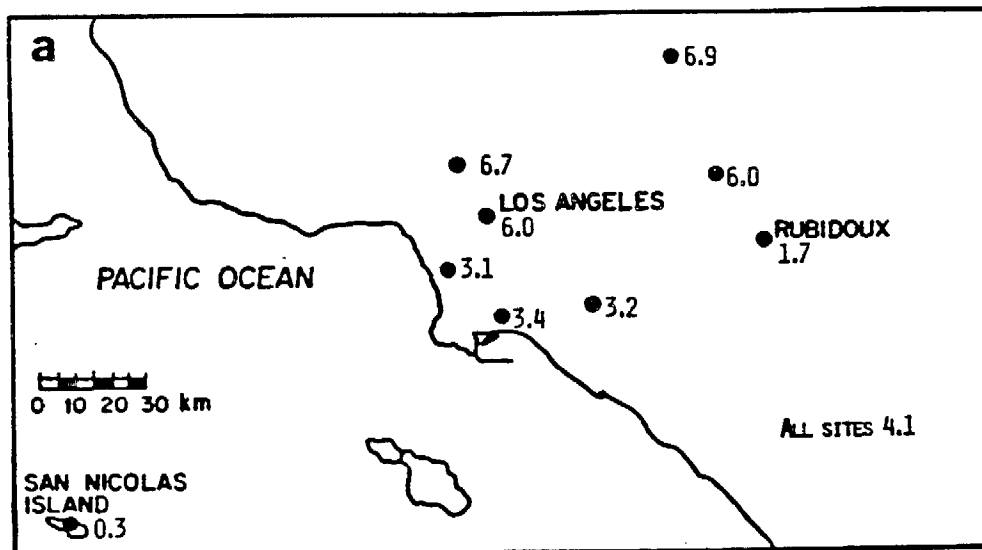 a
6.9
6.7
6.0
LOS ANGELES
6.0
RUBIDOUX
1.7
3.1
PACIFIC OCEAN
3.2
3.4
0 10 20 30 km
ALL SITES 4.1
SAN NICOLAS
ISLAND
0.3